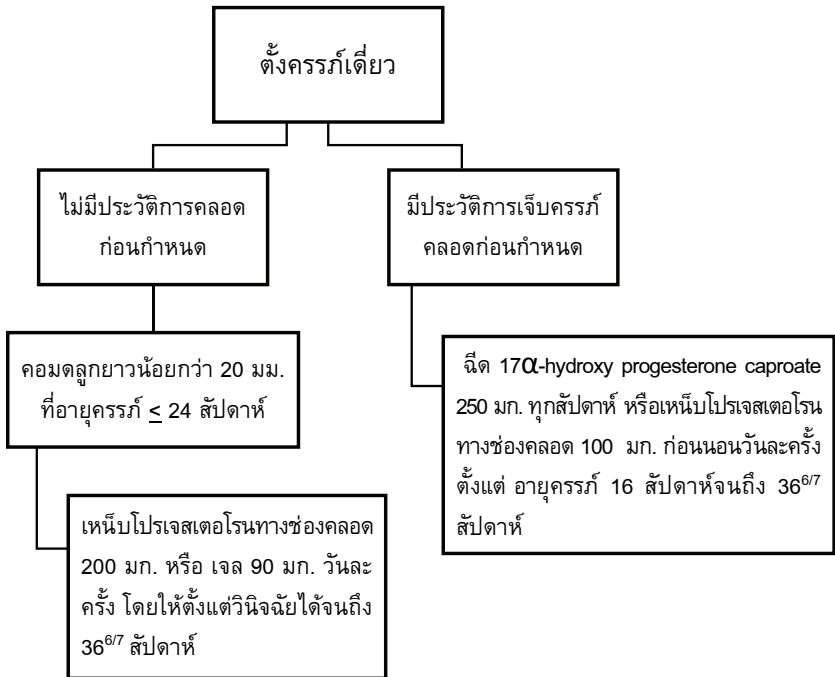 ตั้งครรภ์เดี่ยว
ไม่มีประวัติการคลอด
ก่อนกำหนด
มีประวัติการเจ็บครรภ์
คลอดก่อนกำหนด
คอมดลูกยาวน้อยกว่า 20 มม.
ที่อายุครรภ์ ≤ 24 สัปดาห์
เหน็บโปรเจสเตอโรนทางช่องคลอด
200 มก. หรือ เจล 90 มก. วันละ
ครั้ง โดยให้ตั้งแต่วินิจฉัยได้จนถึง
36⁶ᐟ⁷ สัปดาห์
ฉีด 17α-hydroxy progesterone caproate
250 มก. ทุกสัปดาห์ หรือเหน็บโปรเจสเตอโรน
ทางช่องคลอด 100 มก. ก่อนนอนวันละครั้ง
ตั้งแต่ อายุครรภ์ 16 สัปดาห์จนถึง 36⁶ᐟ⁷
สัปดาห์